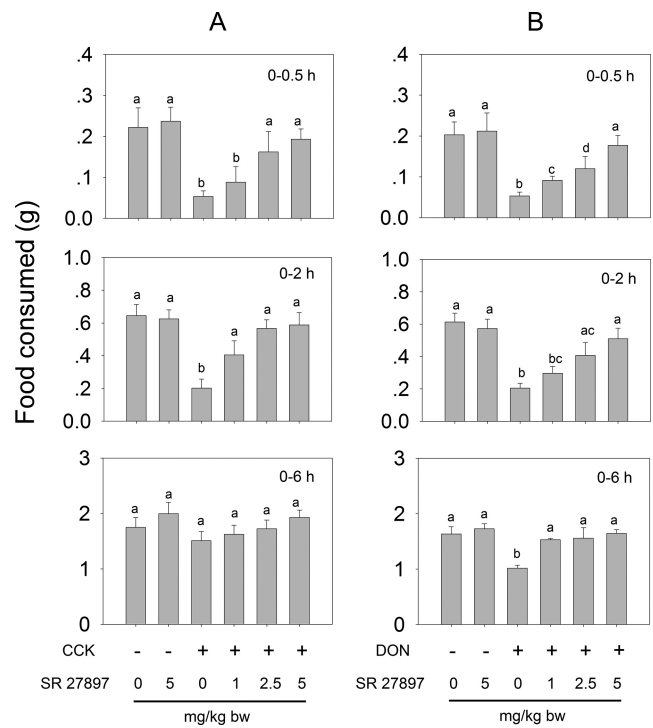 A B
Food consumed (g)
.4 .3 .2 .1 0.0
0-0.5 h
a a b b a a
.4 .3 .2 .1 0.0
0-0.5 h
a a b c d a
1.0 .8 .6 .4 .2 0.0
0-2 h
a a b a a a
1.0 .8 .6 .4 .2 0.0
0-2 h
a a b bc ac a
3 2 1 0
0-6 h
a a a a a a
3 2 1 0
0-6 h
a a b a a a
CCK - - + + + +
SR 27897 0 5 0 1 2.5 5
mg/kg bw
DON - - + + + +
SR 27897 0 5 0 1 2.5 5
mg/kg bw